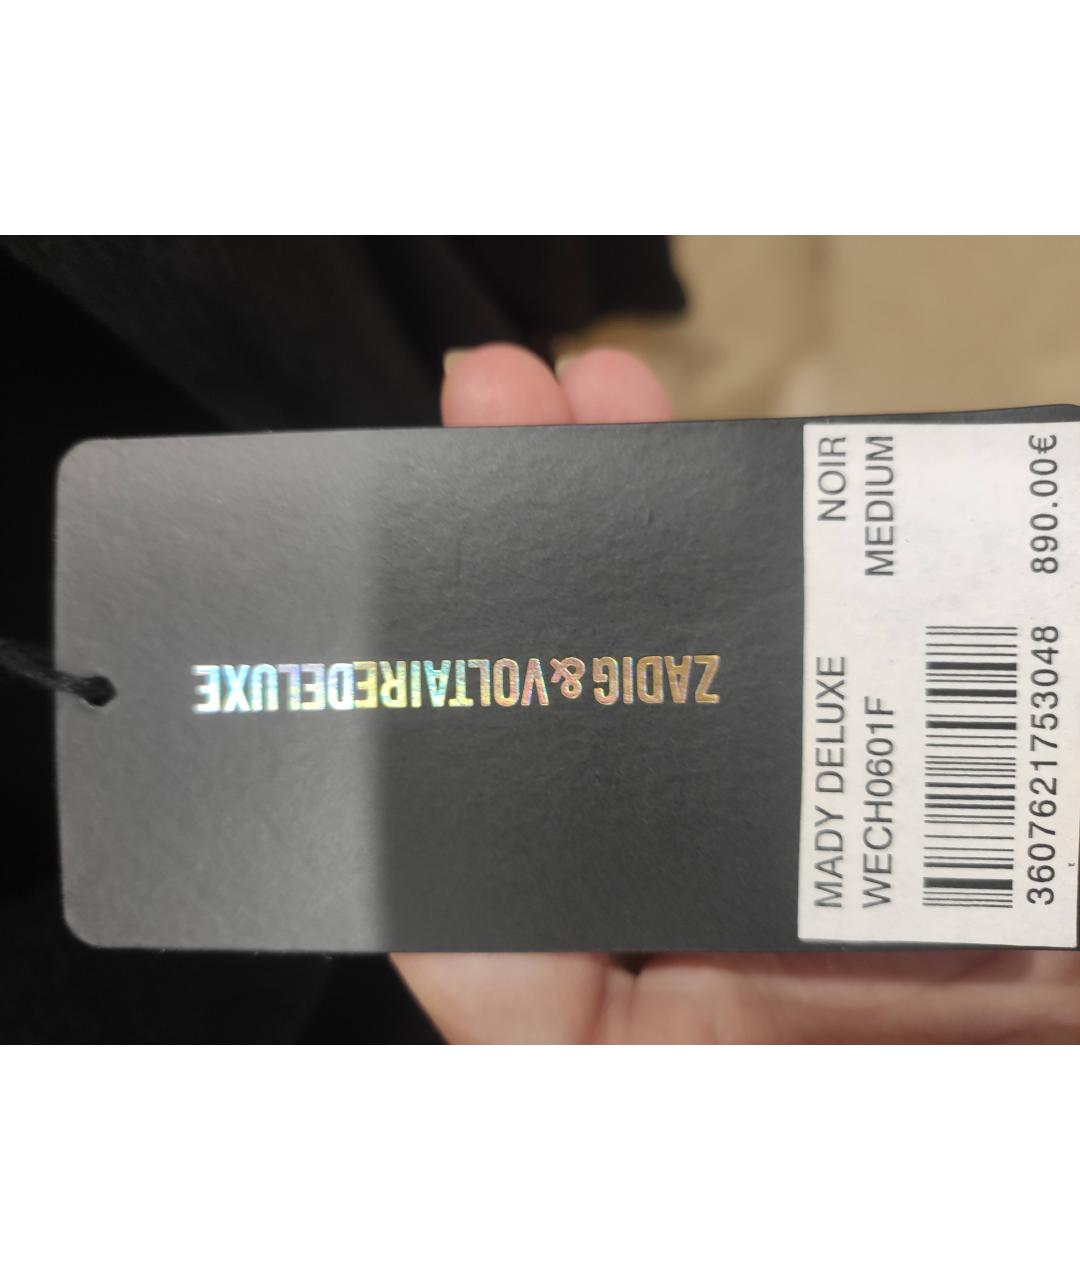 ZADIG&VOLTAIREDELUXE
MADY DELUXE NOIR
WECH0601F MEDIUM
3607621753048 890.00€